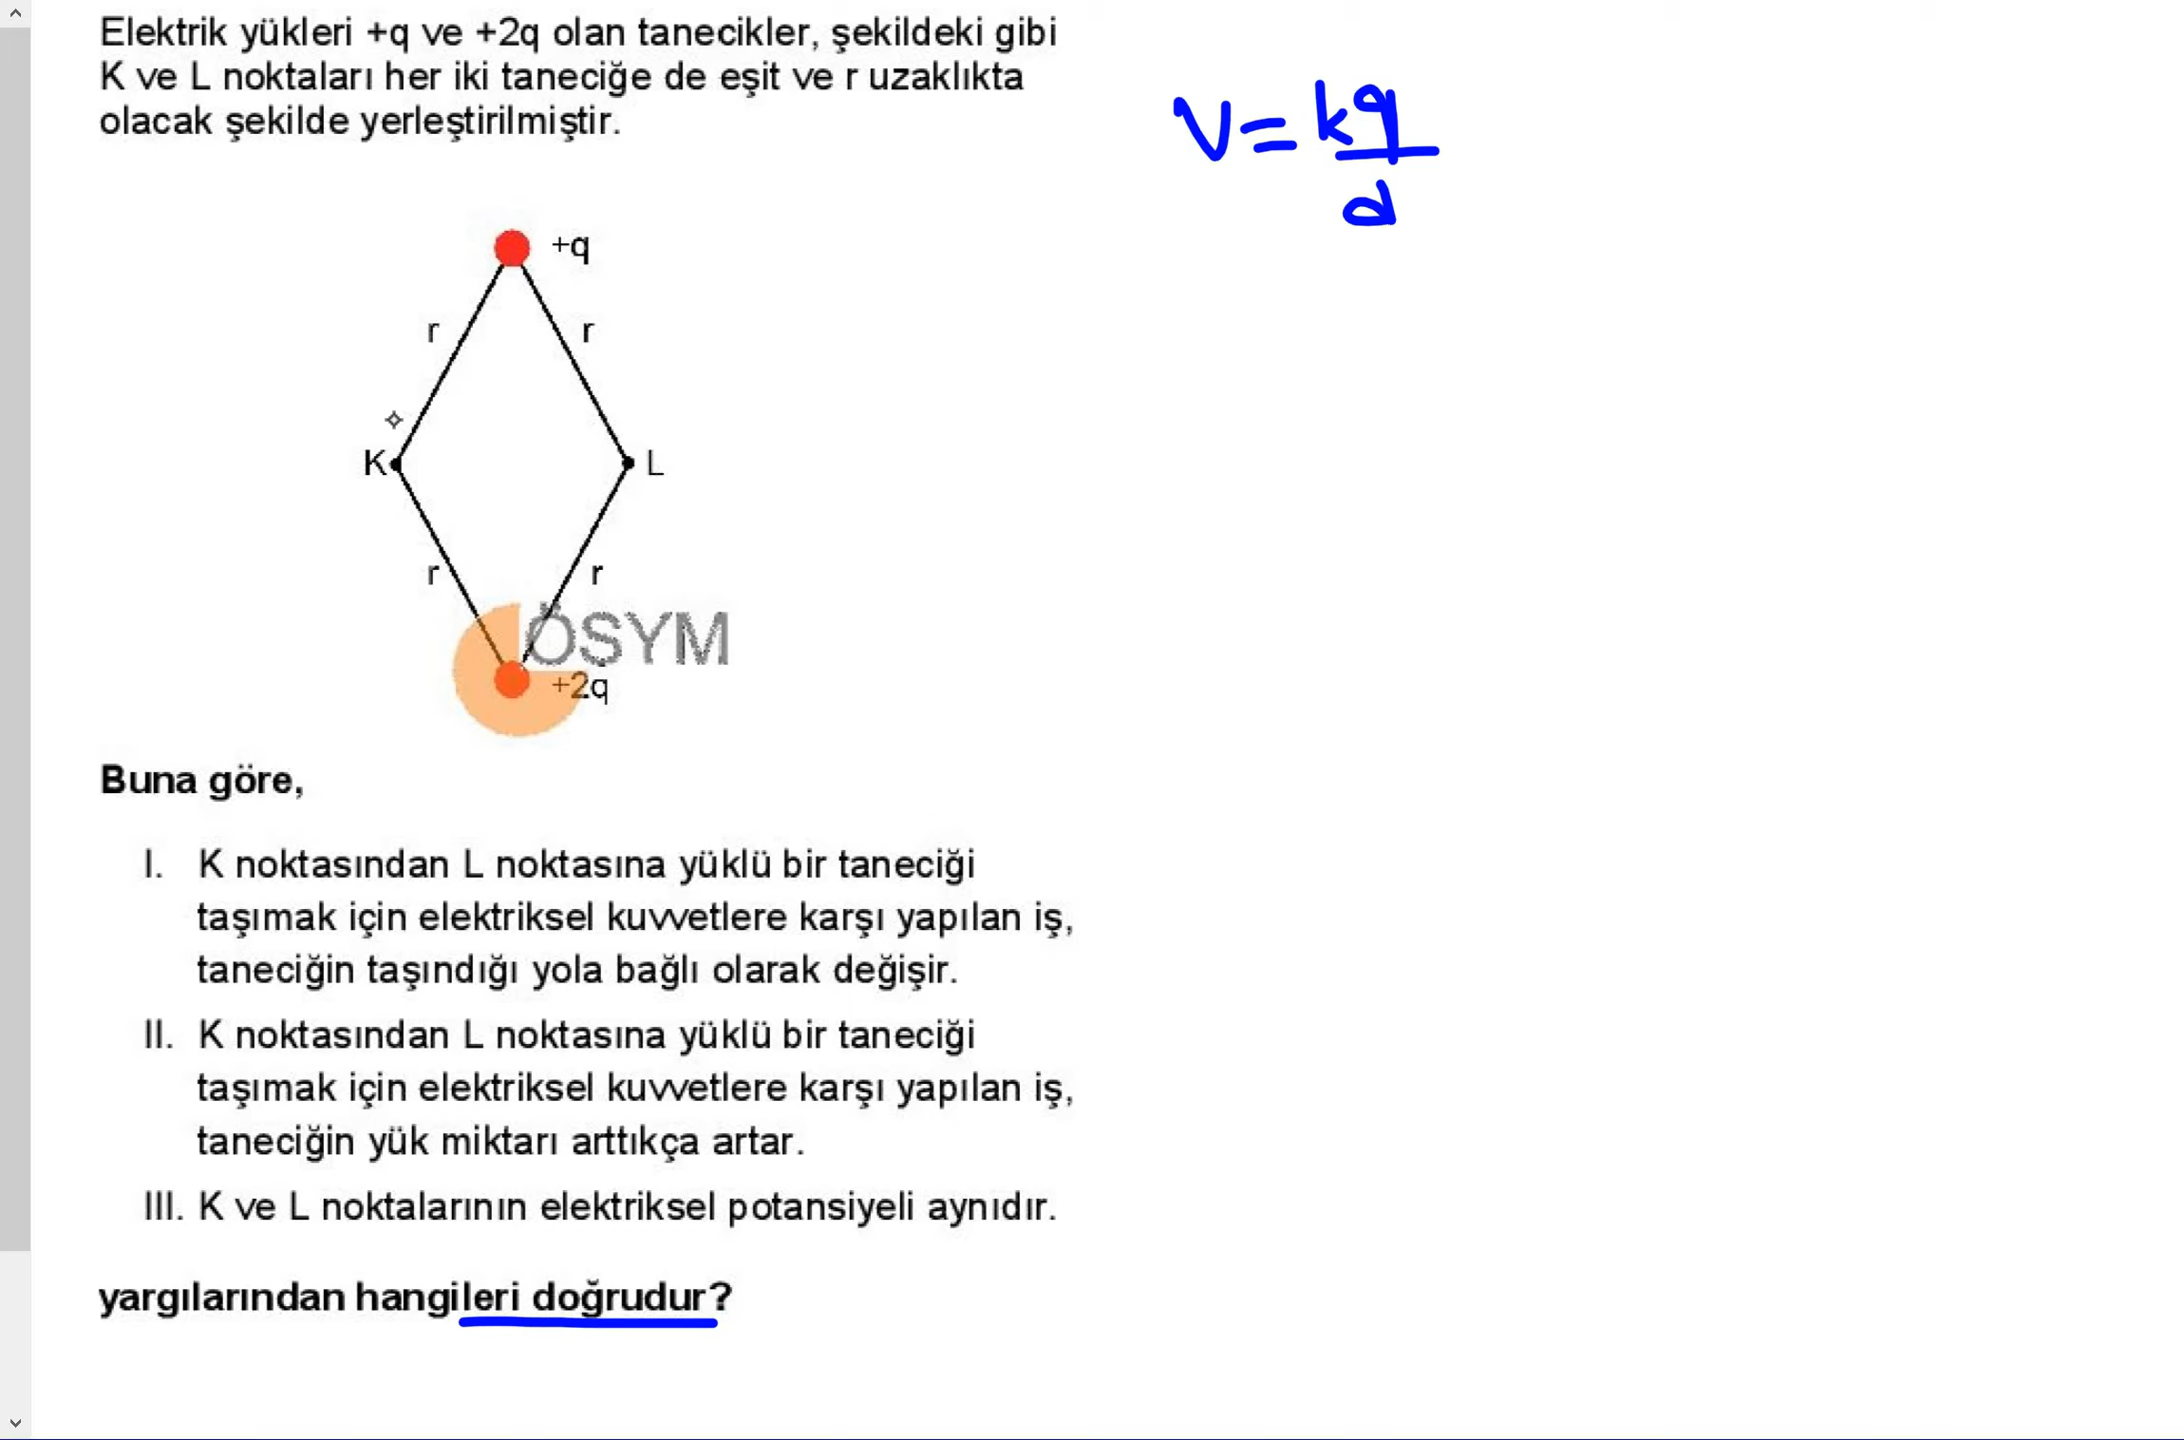 Elektrik yükleri +q ve +2q olan tanecikler, şekildeki gibi
K ve L noktaları her iki taneciğe de eşit ve r uzaklıkta
olacak şekilde yerleştirilmiştir.
V = kq
d
+q
r
r
K
L
r
r
ÖSYM
+2q
Buna göre,
I. K noktasından L noktasına yüklü bir taneciği
taşımak için elektriksel kuvvetlere karşı yapılan iş,
taneciğin taşındığı yola bağlı olarak değişir.
II. K noktasından L noktasına yüklü bir taneciği
taşımak için elektriksel kuvvetlere karşı yapılan iş,
taneciğin yük miktarı arttıkça artar.
III. K ve L noktalarının elektriksel potansiyeli aynıdır.
yargılarından hangileri doğrudur?